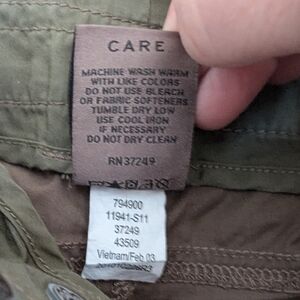 CARE
MACHINE WASH WARM
WITH LIKE COLORS
DO NOT USE BLEACH
OR FABRIC SOFTENERS
TUMBLE DRY LOW
USE COOL IRON
IF NECESSARY
DO NOT DRY CLEAN
RN 37249
794900
11941-S11
37249
43509
Vietnam/Feb 03